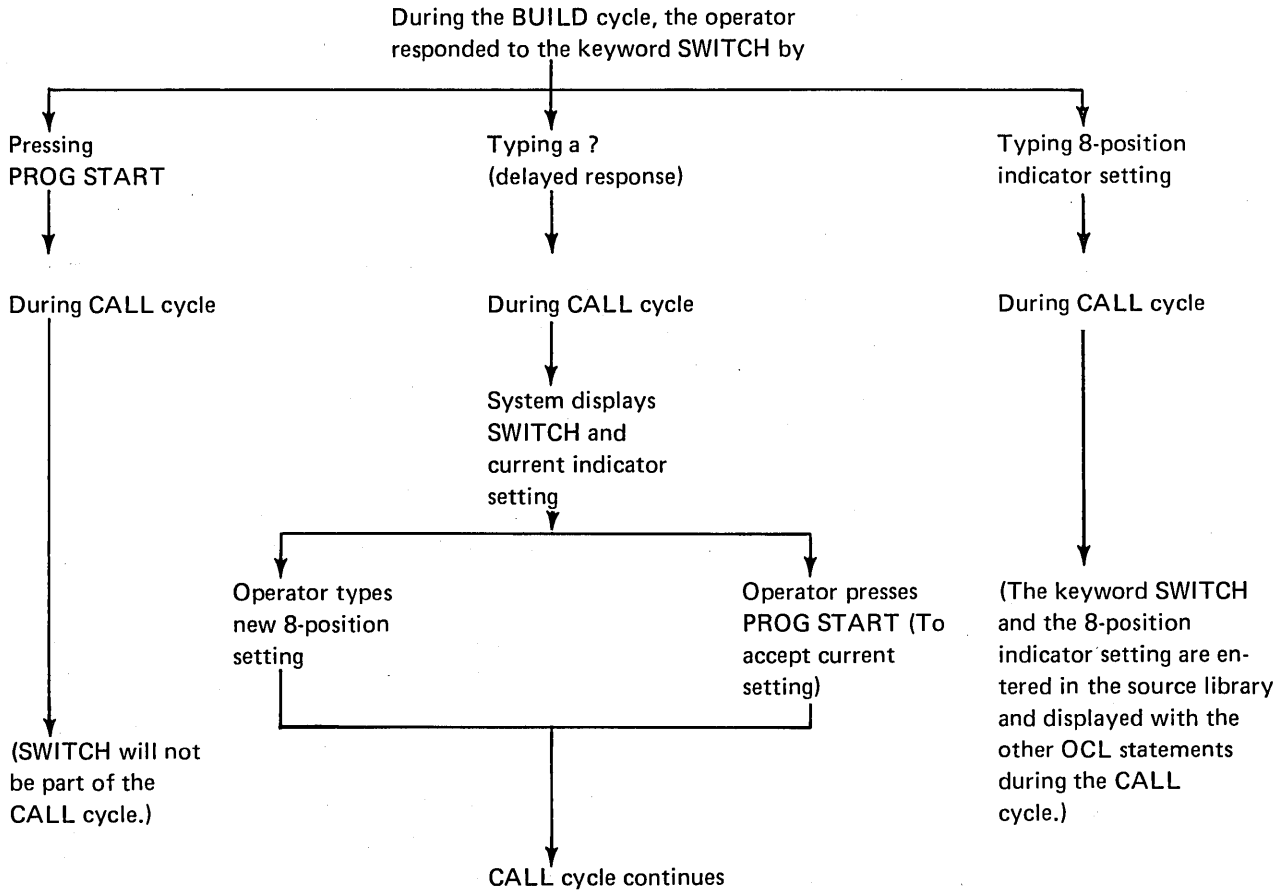 During the BUILD cycle, the operator
responded to the keyword SWITCH by
Pressing
PROG START
Typing a ?
(delayed response)
Typing 8-position
indicator setting
During CALL cycle
During CALL cycle
During CALL cycle
System displays
SWITCH and
current indicator
setting
Operator types
new 8-position
setting
Operator presses
PROG START (To
accept current
setting)
(The keyword SWITCH
and the 8-position
indicator setting are en-
tered in the source library
and displayed with the
other OCL statements
during the CALL
cycle.)
(SWITCH will not
be part of the
CALL cycle.)
CALL cycle continues